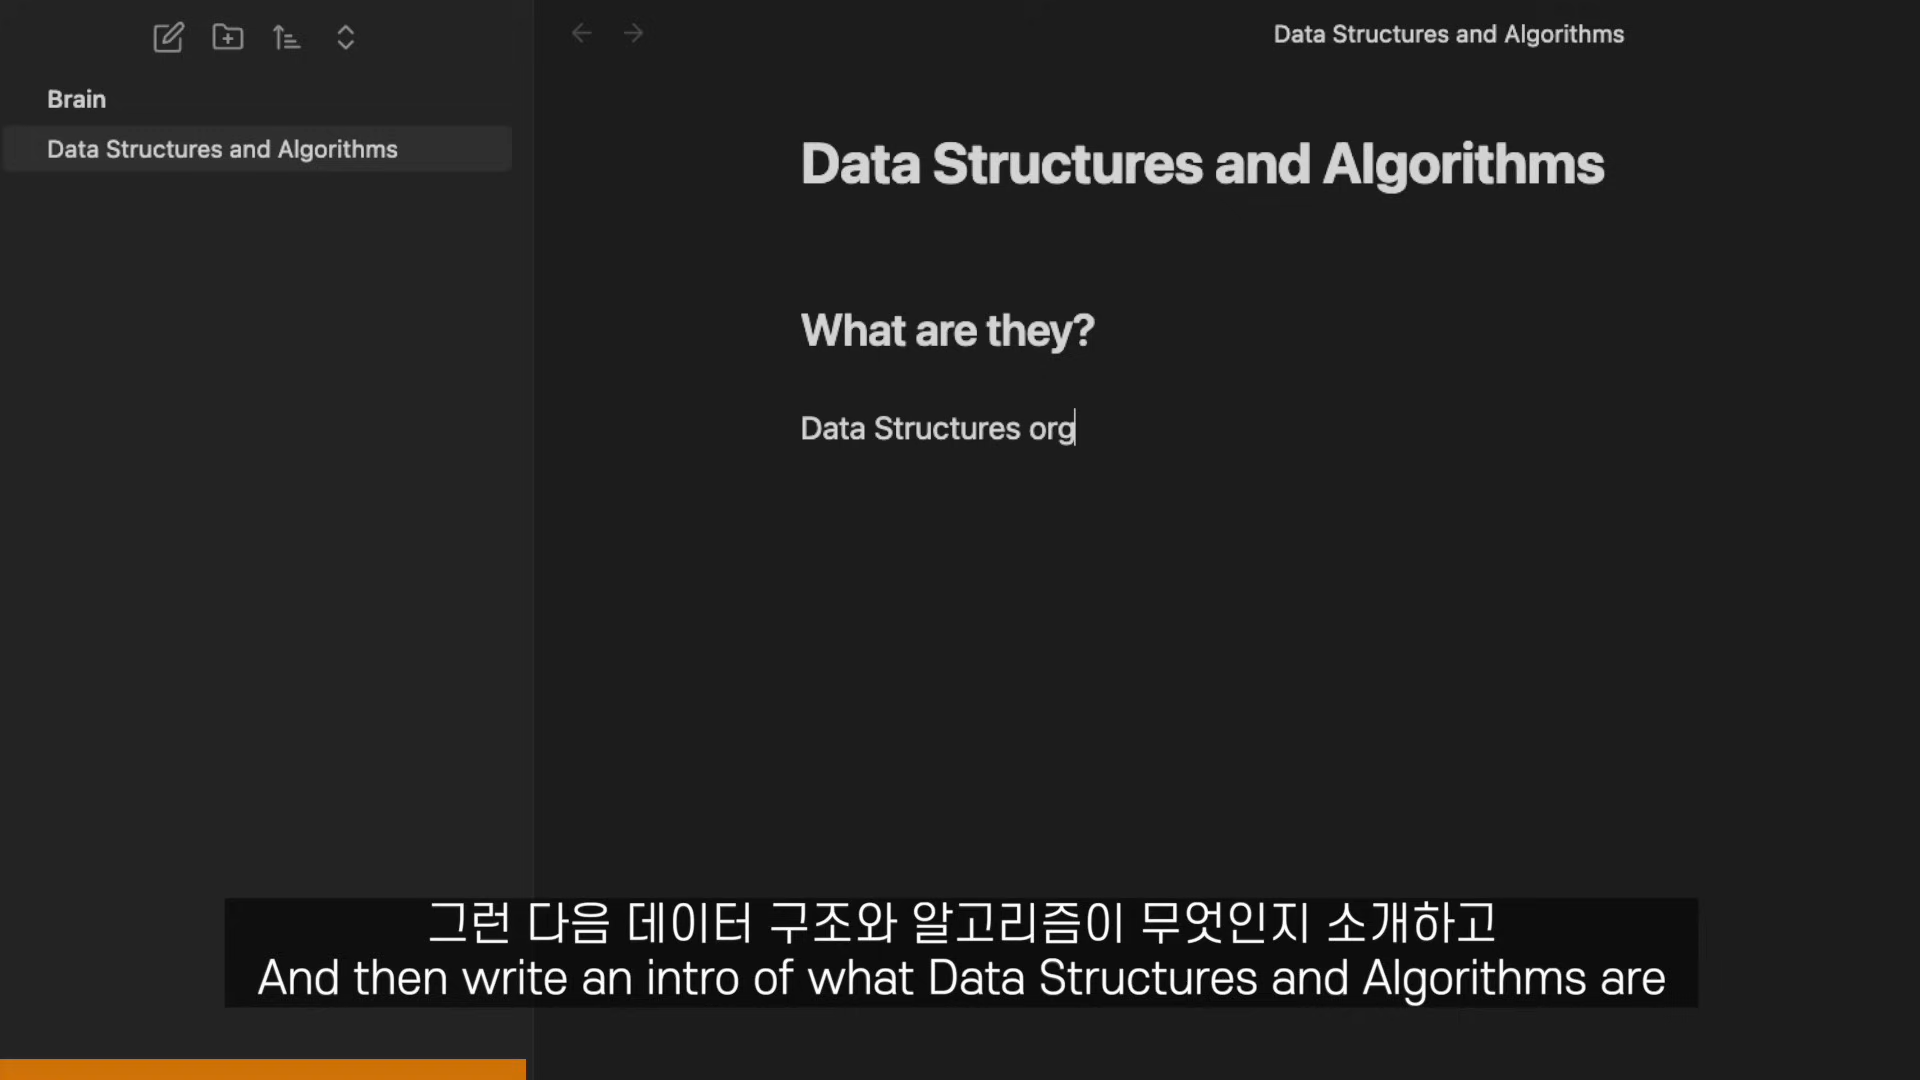 Data Structures and Algorithms
Brain
Data Structures and Algorithms
Data Structures and Algorithms
What are they?
Data Structures org
그런 다음 데이터 구조와 알고리즘이 무엇인지 소개하고
And then write an intro of what Data Structures and Algorithms are